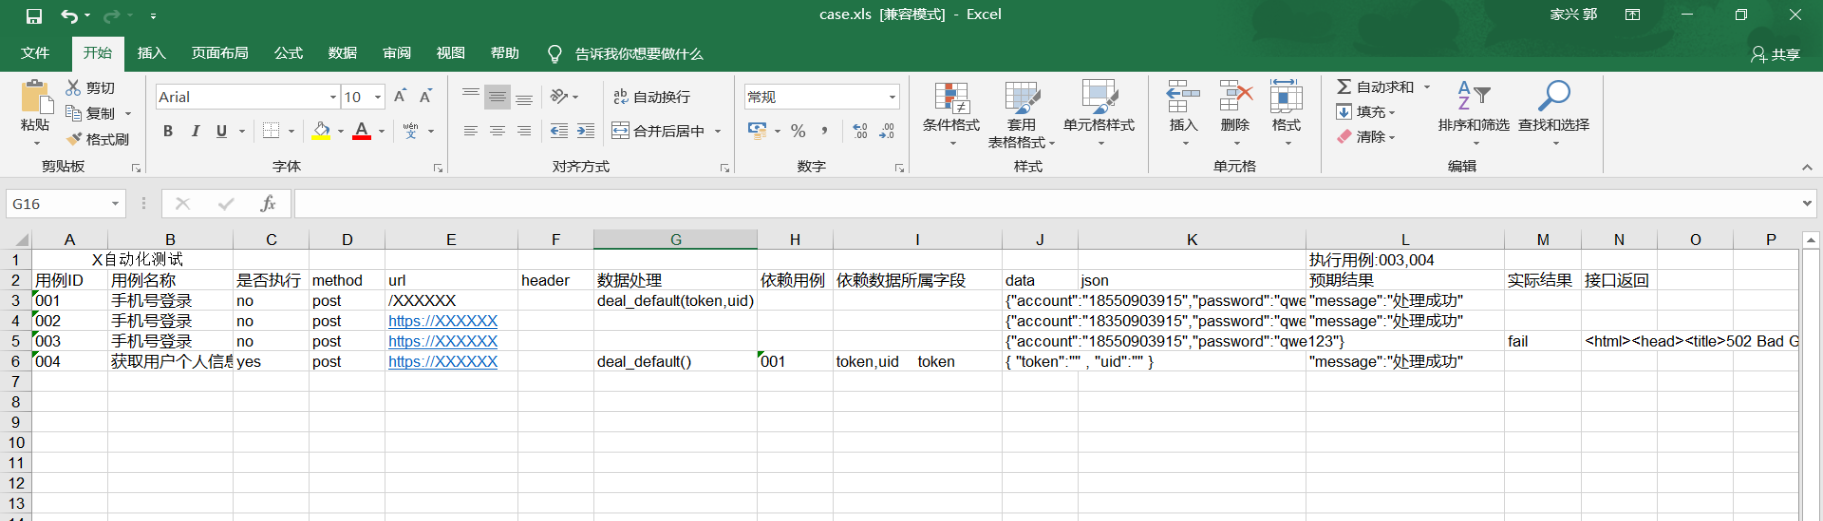 case.xls [兼容模式] - Excel
家兴 郭
文件 开始 插入 页面布局 公式 数据 审阅 视图 帮助 告诉我你想要做什么 共享
粘贴 剪切 复制 格式刷 剪贴板
Arial 10 A A
B I U A wén 文 字体
ab c 自动换行
合并后居中 对齐方式
常规
% , .0 .00 .00 .0 数字
条件格式 套用 表格格式 单元格样式 样式
插入 删除 格式 单元格
自动求和 填充 清除 排序和筛选 查找和选择 编辑
G16 fx
A B C D E F G H I J K L M N O P
1 X自动化测试 执行用例:003,004
2 用例ID 用例名称 是否执行 method url header 数据处理 依赖用例 依赖数据所属字段 data json 预期结果 实际结果 接口返回
3 001 手机号登录 no post /XXXXXX deal_default(token,uid) {"account":"18550903915","password":"qwe "message":"处理成功"
4 002 手机号登录 no post https://XXXXXX {"account":"18350903915","password":"qwe "message":"处理成功"
5 003 手机号登录 no post https://XXXXXX {"account":"18550903915","password":"qwe123"} fail <html><head><title>502 Bad G
6 004 获取用户个人信息 yes post https://XXXXXX deal_default() 001 token,uid token { "token":"" , "uid":"" } "message":"处理成功"
7
8
9
10
11
12
13